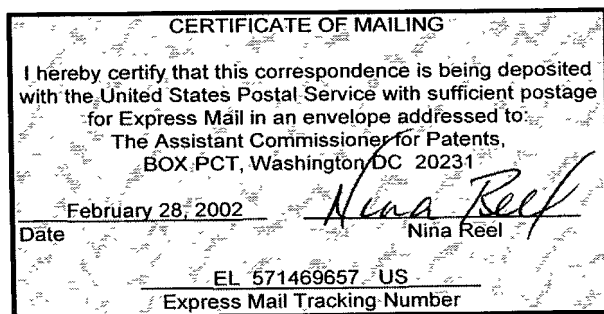 CERTIFICATE OF MAILING
I hereby certify that this correspondence is being deposited
with the United States Postal Service with sufficient postage
for Express Mail in an envelope addressed to:
The Assistant Commissioner for Patents,
BOX PCT, Washington DC 20231
February 28, 2002 Nina Reel
Date Nina Reel
EL 571469657 US
Express Mail Tracking Number